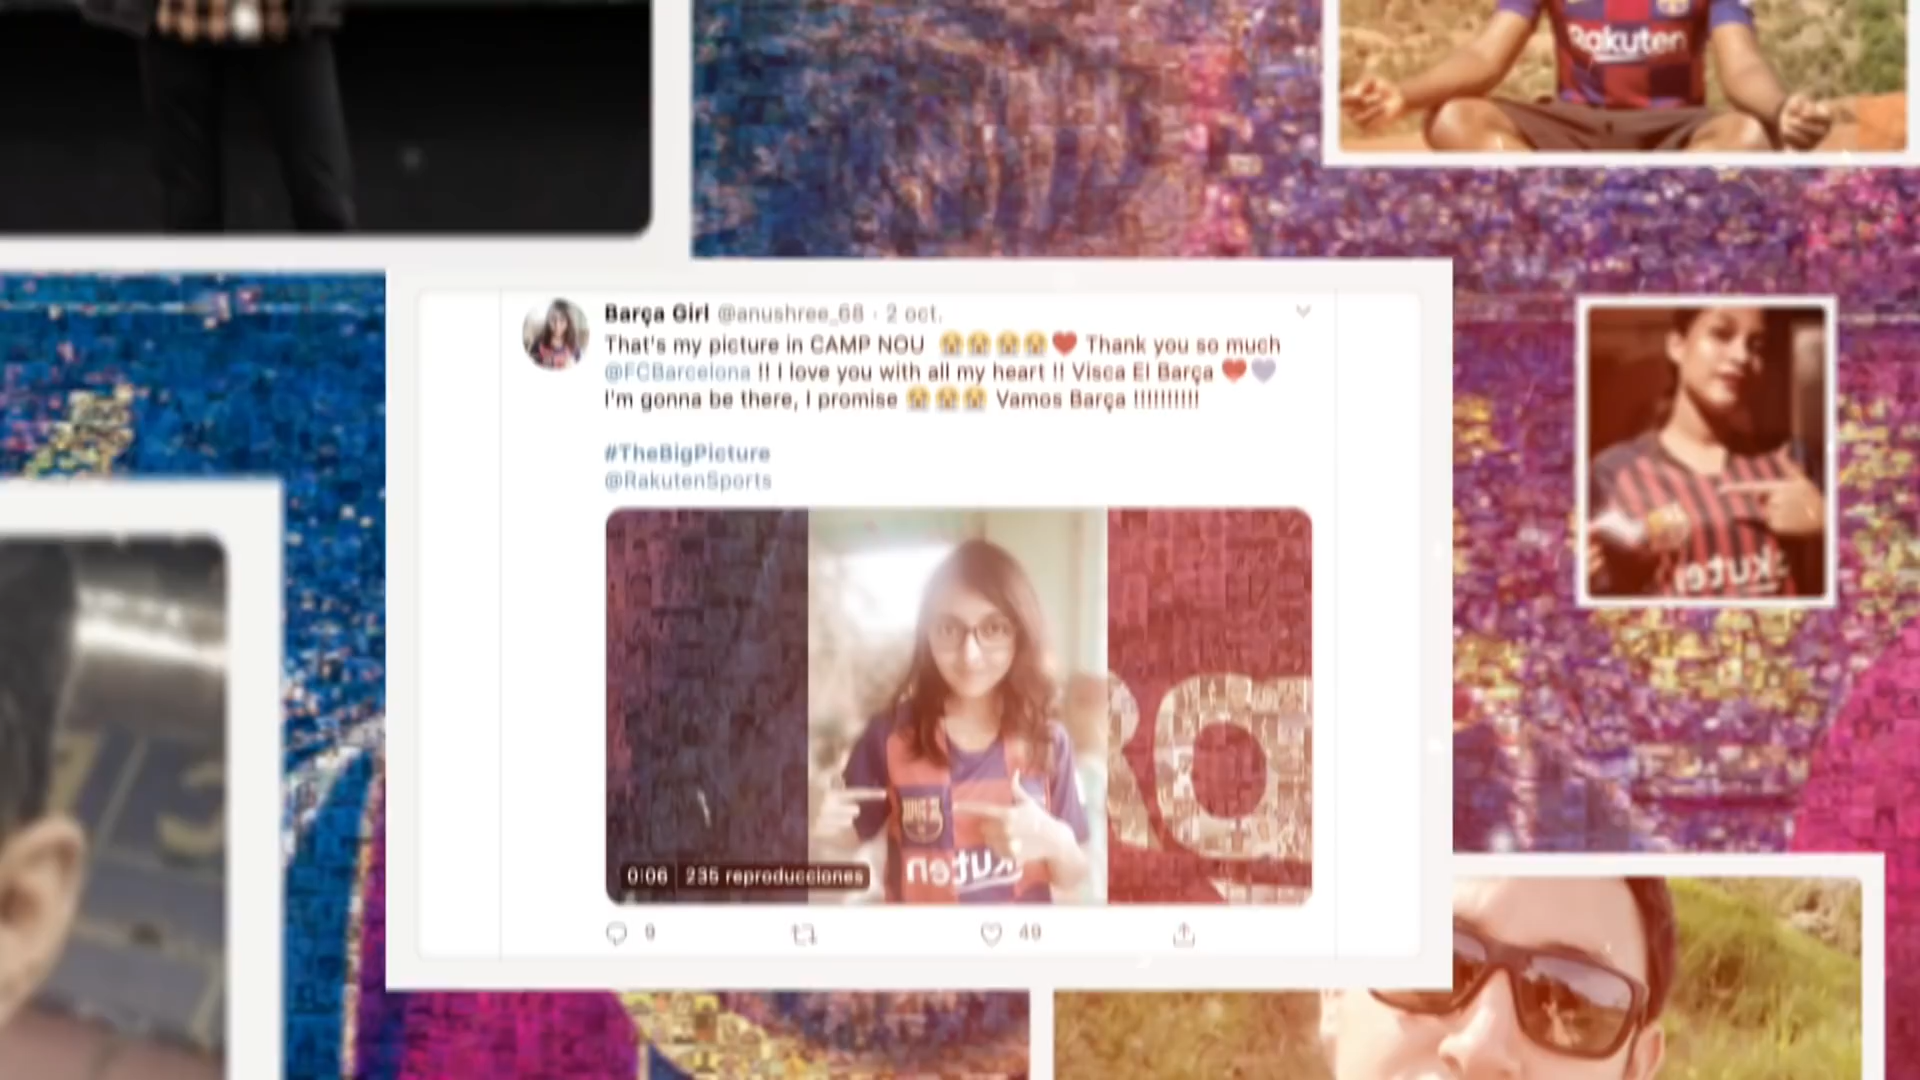 Rakuten
Barça Girl @anushree_68 · 2 oct.
That's my picture in CAMP NOU 😭😭😭😭❤️ Thank you so much
@FCBarcelona !! I love you with all my heart !! Visca El Barça ❤️💜
I'm gonna be there, I promise 😭😭😭 Vamos Barça !!!!!!!!!!
#TheBigPicture
@RakutenSports
kuten
kuten
0:06 235 reproducciones
9 49